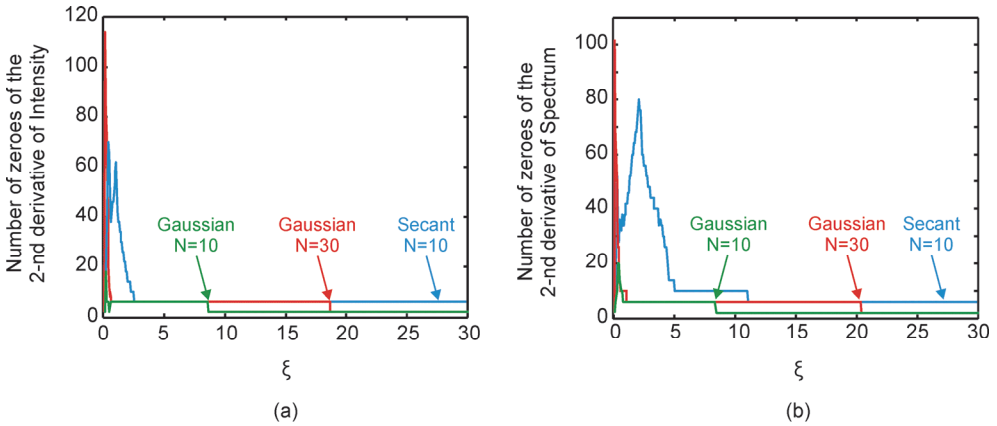 Number of zeroes of the
2-nd derivative of Intensity
120
100
80
60
40
20
0
0 5 10 15 20 25 30
Gaussian
N=10
Gaussian
N=30
Secant
N=10
ξ
(a)
Number of zeroes of the
2-nd derivative of Spectrum
100
80
60
40
20
0
0 5 10 15 20 25 30
Gaussian
N=10
Gaussian
N=30
Secant
N=10
ξ
(b)